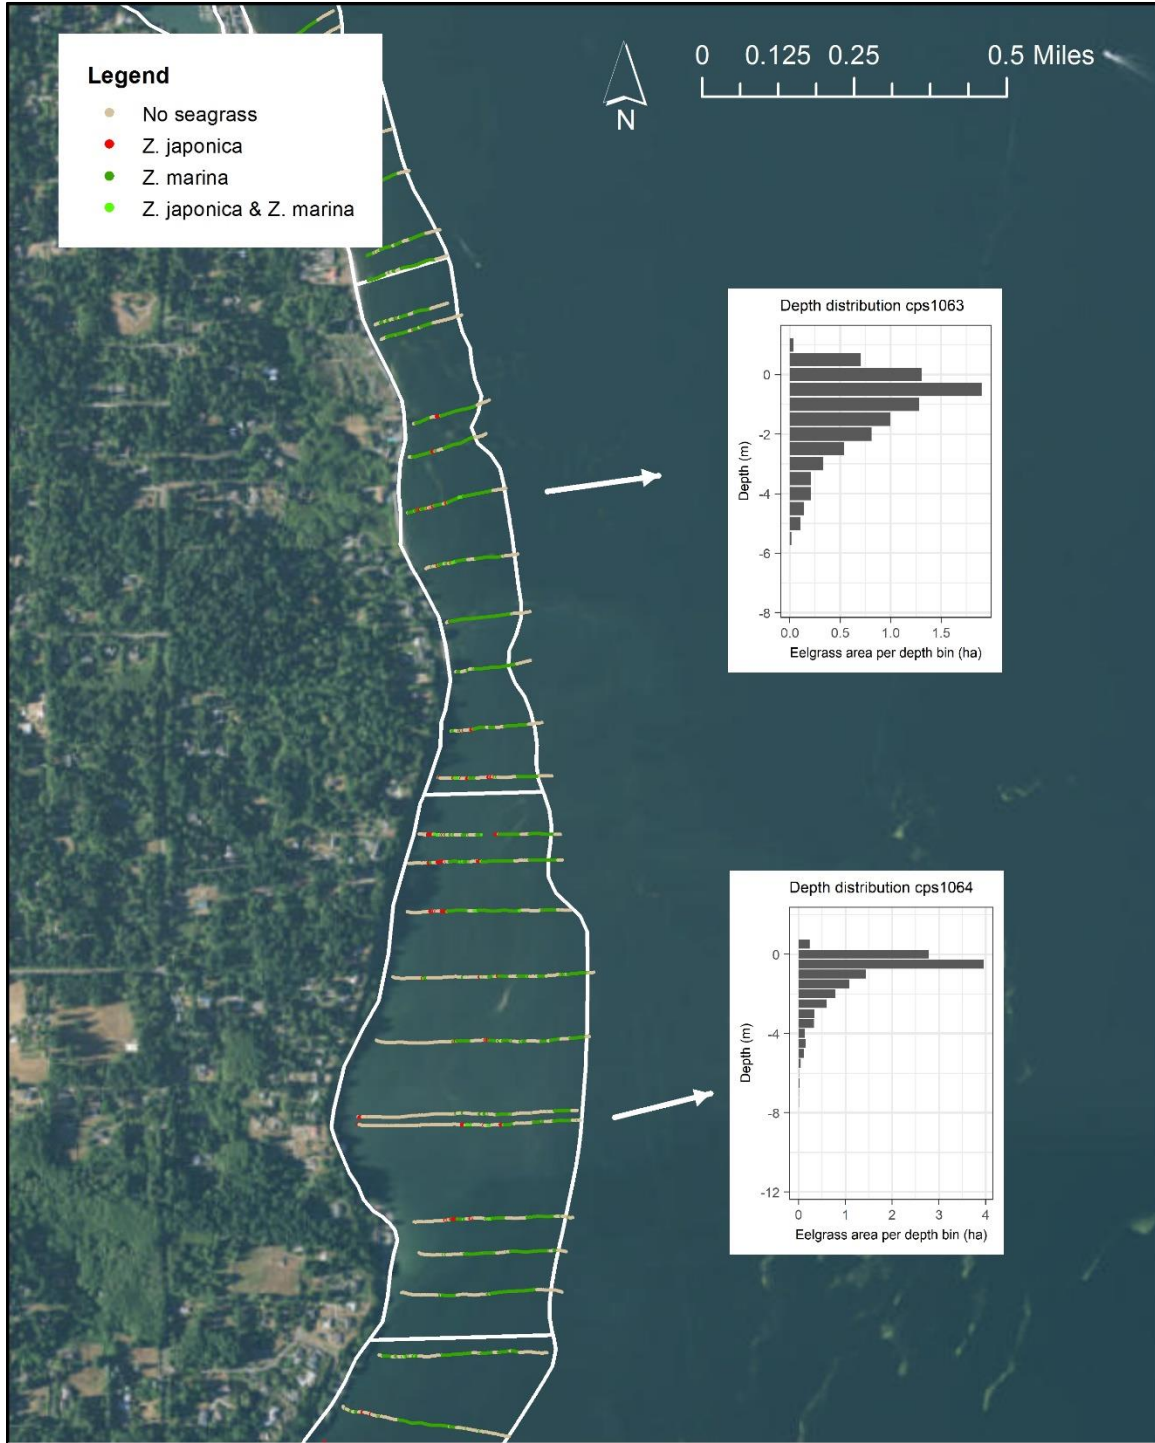 Legend
No seagrass
Z. japonica
Z. marina
Z. japonica & Z. marina
0 0.125 0.25 0.5 Miles
N
Depth distribution cps1063
0
-2
-4
-6
-8
Depth (m)
0.0 0.5 1.0 1.5
Eelgrass area per depth bin (ha)
Depth distribution cps1064
0
-4
-8
-12
Depth (m)
0 1 2 3 4
Eelgrass area per depth bin (ha)